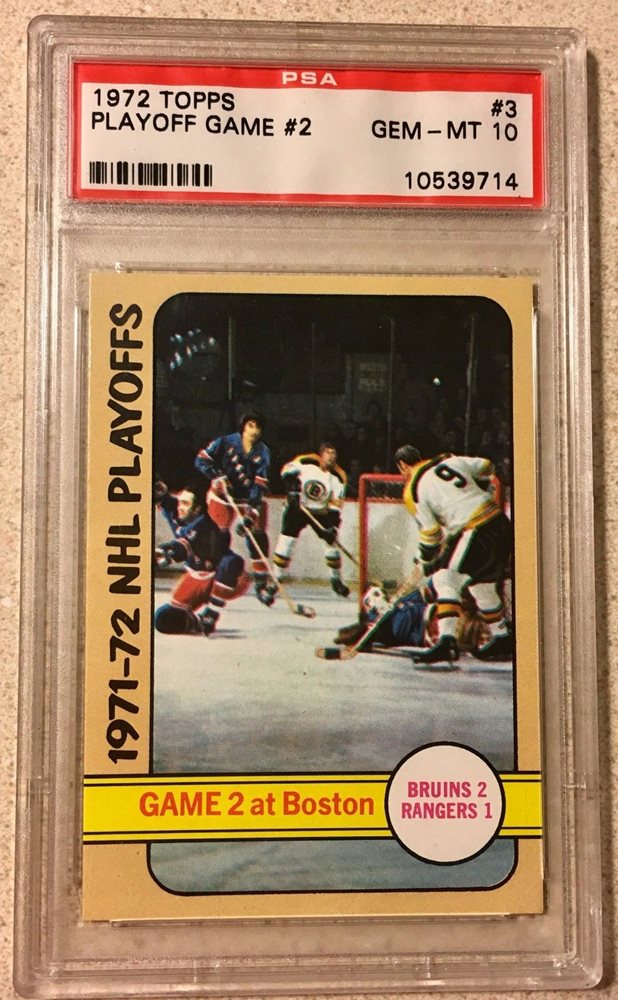 PSA
1972 TOPPS #3
PLAYOFF GAME #2 GEM - MT 10
10539714
1971-72 NHL PLAYOFFS
B
9
GAME 2 at Boston
BRUINS 2
RANGERS 1